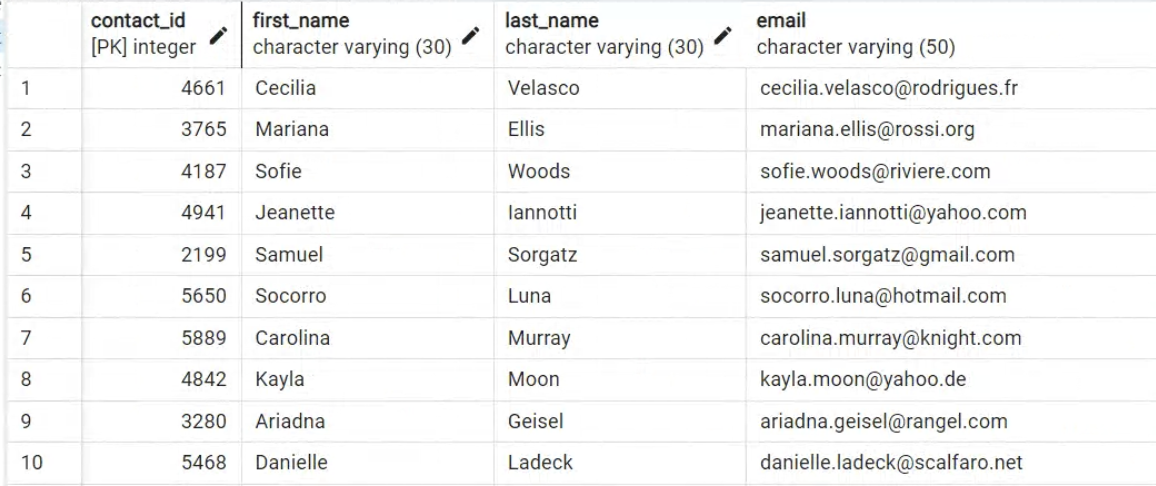 contact_id first_name last_name email
[PK] integer character varying (30) character varying (30) character varying (50)
1 4661 Cecilia Velasco cecilia.velasco@rodrigues.fr
2 3765 Mariana Ellis mariana.ellis@rossi.org
3 4187 Sofie Woods sofie.woods@riviere.com
4 4941 Jeanette Iannotti jeanette.iannotti@yahoo.com
5 2199 Samuel Sorgatz samuel.sorgatz@gmail.com
6 5650 Socorro Luna socorro.luna@hotmail.com
7 5889 Carolina Murray carolina.murray@knight.com
8 4842 Kayla Moon kayla.moon@yahoo.de
9 3280 Ariadna Geisel ariadna.geisel@rangel.com
10 5468 Danielle Ladeck danielle.ladeck@scalfaro.net